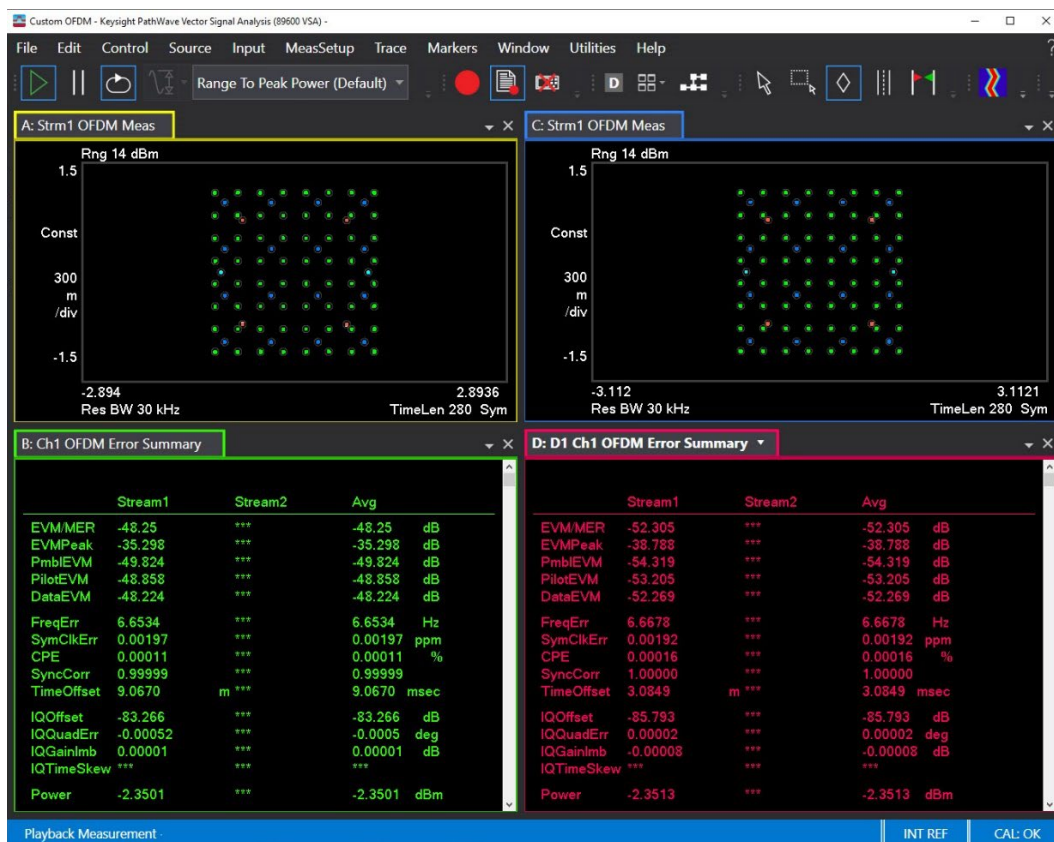 Custom OFDM - Keysight PathWave Vector Signal Analysis (89600 VSA) -
File Edit Control Source Input MeasSetup Trace Markers Window Utilities Help
Range To Peak Power (Default)
D
A: Strm1 OFDM Meas
Rng 14 dBm
1.5
Const
300
m
/div
-1.5
-2.894 2.8936
Res BW 30 kHz TimeLen 280 Sym
C: Strm1 OFDM Meas
Rng 14 dBm
1.5
Const
300
m
/div
-1.5
-3.112 3.1121
Res BW 30 kHz TimeLen 280 Sym
B: Ch1 OFDM Error Summary
Stream1 Stream2 Avg
EVM/MER -48.25 *** -48.25 dB
EVMPeak -35.298 *** -35.298 dB
PmblEVM -49.824 *** -49.824 dB
PilotEVM -48.858 *** -48.858 dB
DataEVM -48.224 *** -48.224 dB
FreqErr 6.6534 *** 6.6534 Hz
SymClkErr 0.00197 *** 0.00197 ppm
CPE 0.00011 *** 0.00011 %
SyncCorr 0.99999 *** 0.99999
TimeOffset 9.0670 m *** 9.0670 msec
IQOffset -83.266 *** -83.266 dB
IQQuadErr -0.00052 *** -0.0005 deg
IQGainImb 0.00001 *** 0.00001 dB
IQTimeSkew *** *** ***
Power -2.3501 *** -2.3501 dBm
D: D1 Ch1 OFDM Error Summary
Stream1 Stream2 Avg
EVM/MER -52.305 *** -52.305 dB
EVMPeak -38.788 *** -38.788 dB
PmblEVM -54.319 *** -54.319 dB
PilotEVM -53.205 *** -53.205 dB
DataEVM -52.269 *** -52.269 dB
FreqErr 6.6678 *** 6.6678 Hz
SymClkErr 0.00192 *** 0.00192 ppm
CPE 0.00016 *** 0.00016 %
SyncCorr 1.00000 *** 1.00000
TimeOffset 3.0849 m *** 3.0849 msec
IQOffset -85.793 *** -85.793 dB
IQQuadErr 0.00002 *** 0.00002 deg
IQGainImb -0.00008 *** -0.00008 dB
IQTimeSkew *** *** ***
Power -2.3513 *** -2.3513 dBm
Playback Measurement - INT REF CAL: OK